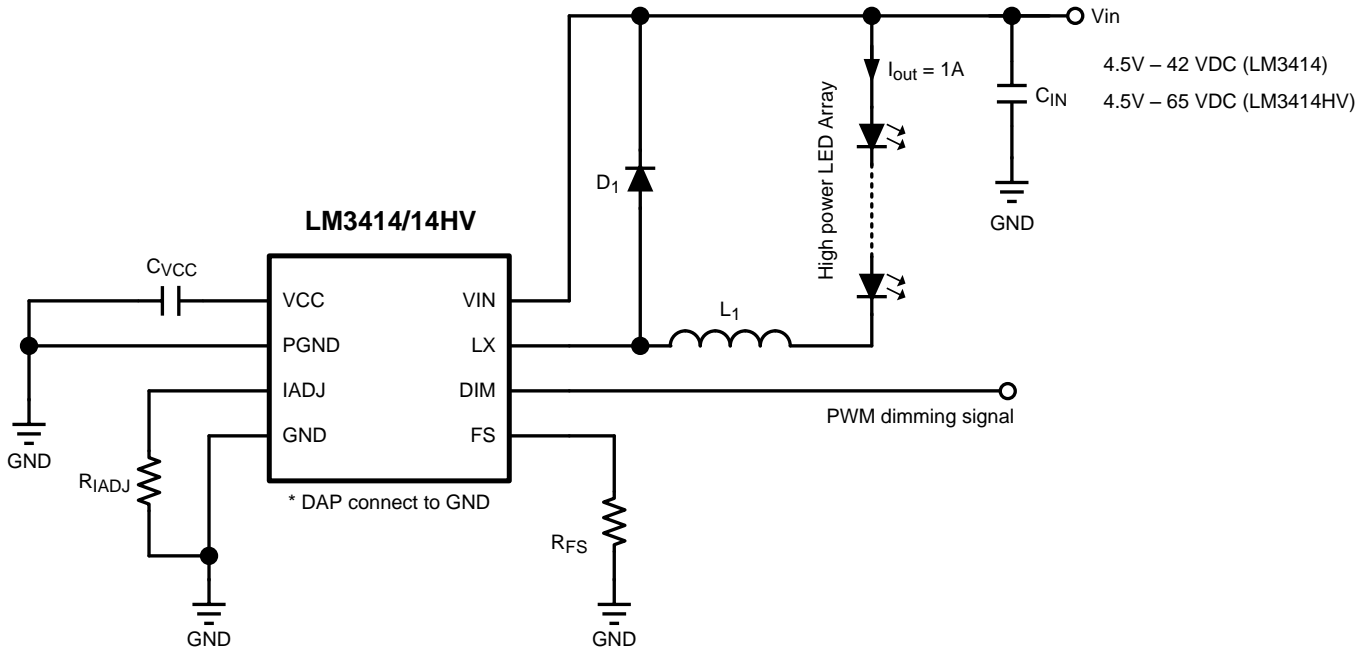 Vin
4.5V – 42 VDC (LM3414)
4.5V – 65 VDC (LM3414HV)
Iout = 1A
CIN
GND
High power LED Array
D1
L1
LM3414/14HV
CVCC
VCC
PGND
IADJ
GND
VIN
LX
DIM
FS
* DAP connect to GND
PWM dimming signal
GND
RIADJ
GND
RFS
GND